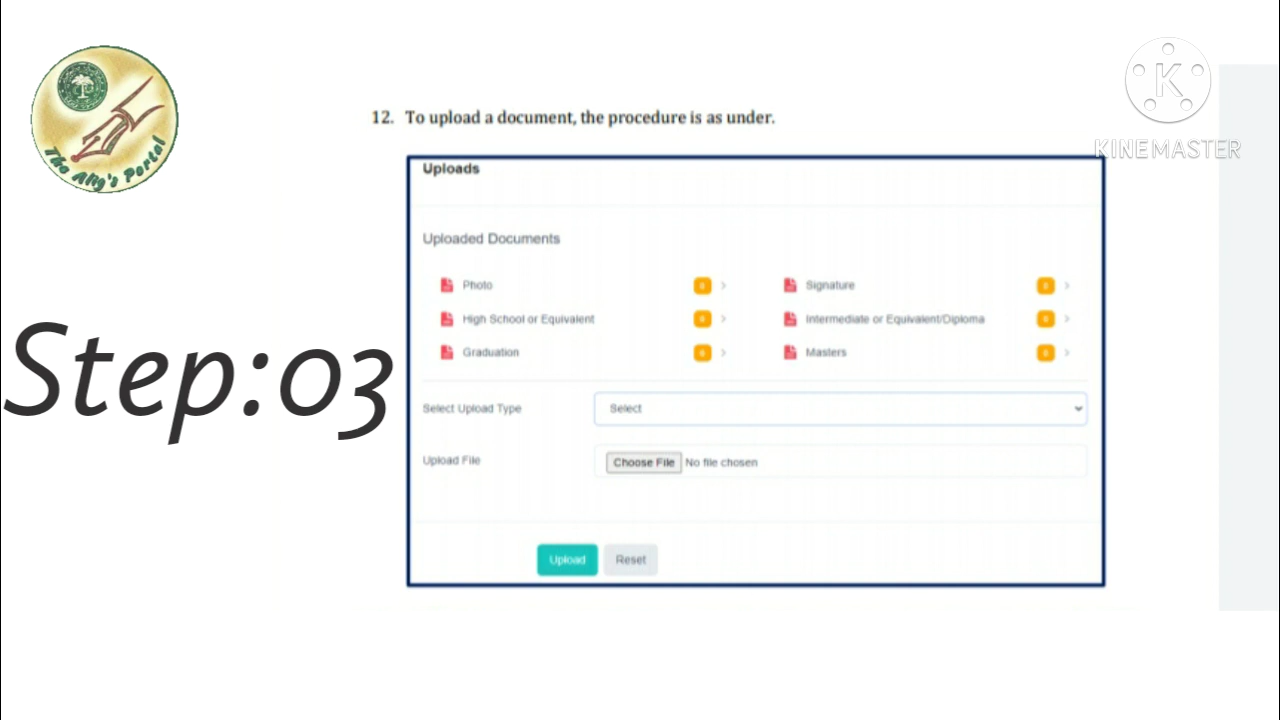 The Alig's Portal
K
KINEMASTER
12. To upload a document, the procedure is as under.
Step:03
Uploads
Uploaded Documents
Photo
Signature
High School or Equivalent
Intermediate or Equivalent/Diploma
Graduation
Masters
Select Upload Type
Select
Upload File
Choose File No file chosen
Upload Reset